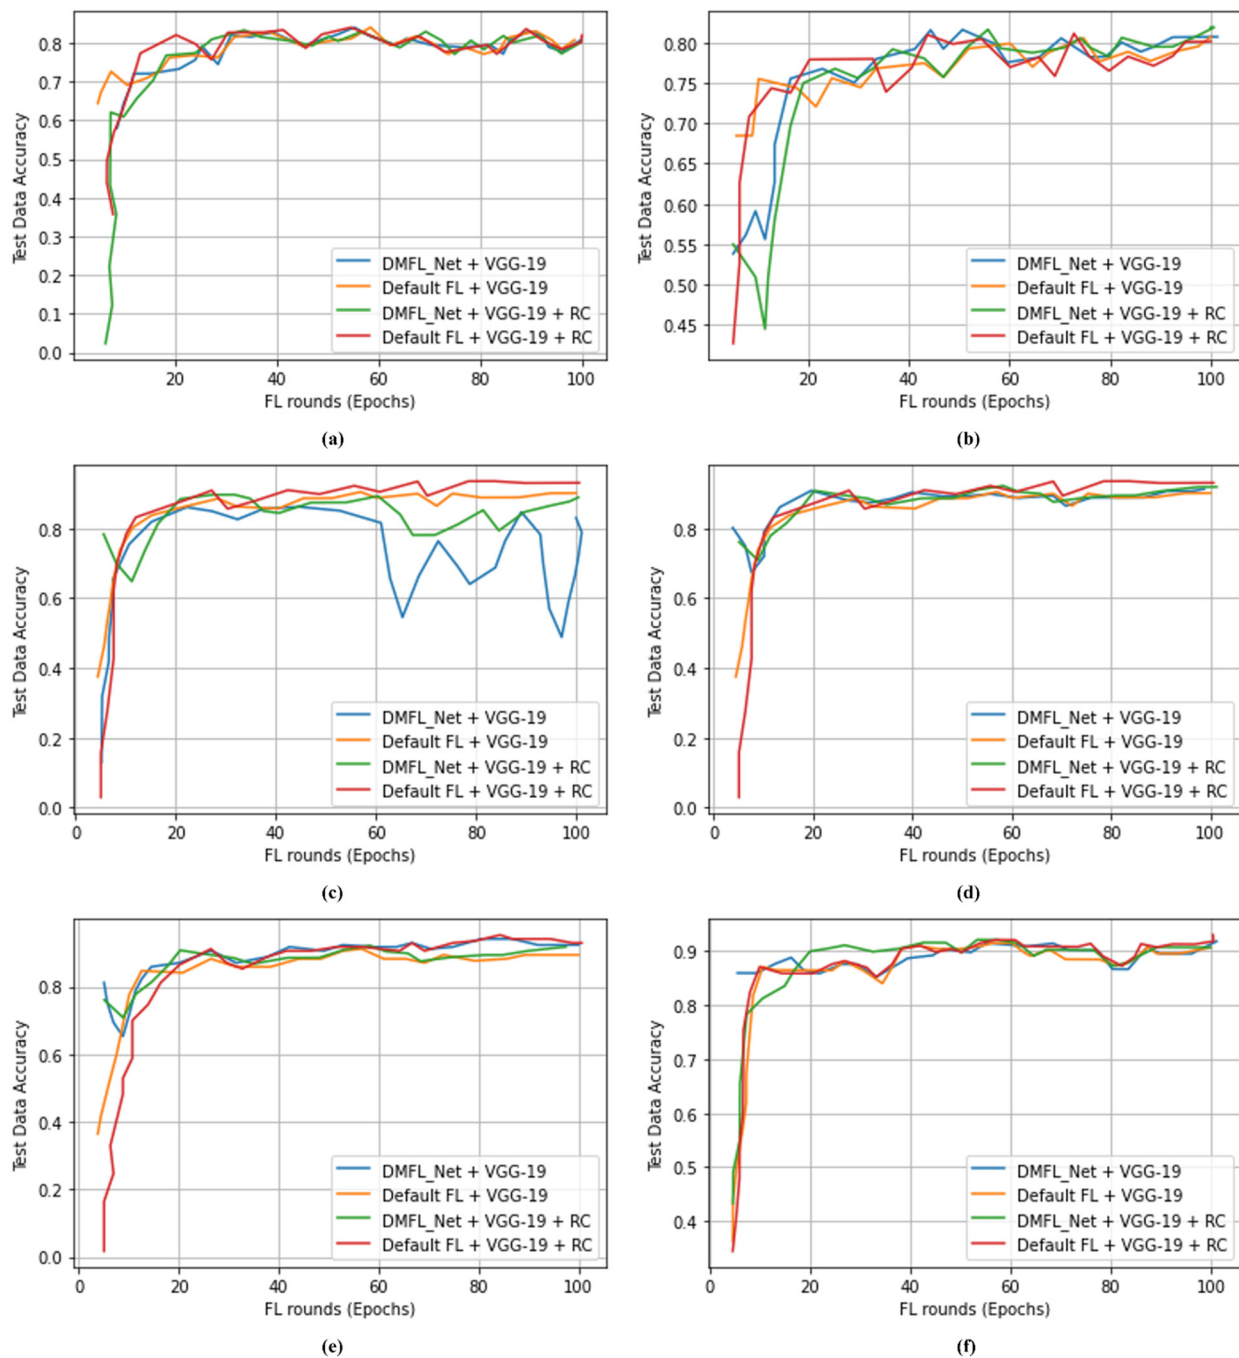 0.8
0.7
0.6
0.5
0.4
0.3
0.2
0.1
0.0
Test Data Accuracy
DMFL_Net + VGG-19
Default FL + VGG-19
DMFL_Net + VGG-19 + RC
Default FL + VGG-19 + RC
20 40 60 80 100
FL rounds (Epochs)
(a)
0.80
0.75
0.70
0.65
0.60
0.55
0.50
0.45
Test Data Accuracy
DMFL_Net + VGG-19
Default FL + VGG-19
DMFL_Net + VGG-19 + RC
Default FL + VGG-19 + RC
20 40 60 80 100
FL rounds (Epochs)
(b)
0.8
0.6
0.4
0.2
0.0
Test Data Accuracy
DMFL_Net + VGG-19
Default FL + VGG-19
DMFL_Net + VGG-19 + RC
Default FL + VGG-19 + RC
0 20 40 60 80 100
FL rounds (Epochs)
(c)
0.8
0.6
0.4
0.2
0.0
Test Data Accuracy
DMFL_Net + VGG-19
Default FL + VGG-19
DMFL_Net + VGG-19 + RC
Default FL + VGG-19 + RC
0 20 40 60 80 100
FL rounds (Epochs)
(d)
0.8
0.6
0.4
0.2
0.0
Test Data Accuracy
DMFL_Net + VGG-19
Default FL + VGG-19
DMFL_Net + VGG-19 + RC
Default FL + VGG-19 + RC
20 40 60 80 100
FL rounds (Epochs)
(e)
0.9
0.8
0.7
0.6
0.5
0.4
Test Data Accuracy
DMFL_Net + VGG-19
Default FL + VGG-19
DMFL_Net + VGG-19 + RC
Default FL + VGG-19 + RC
0 20 40 60 80 100
FL rounds (Epochs)
(f)